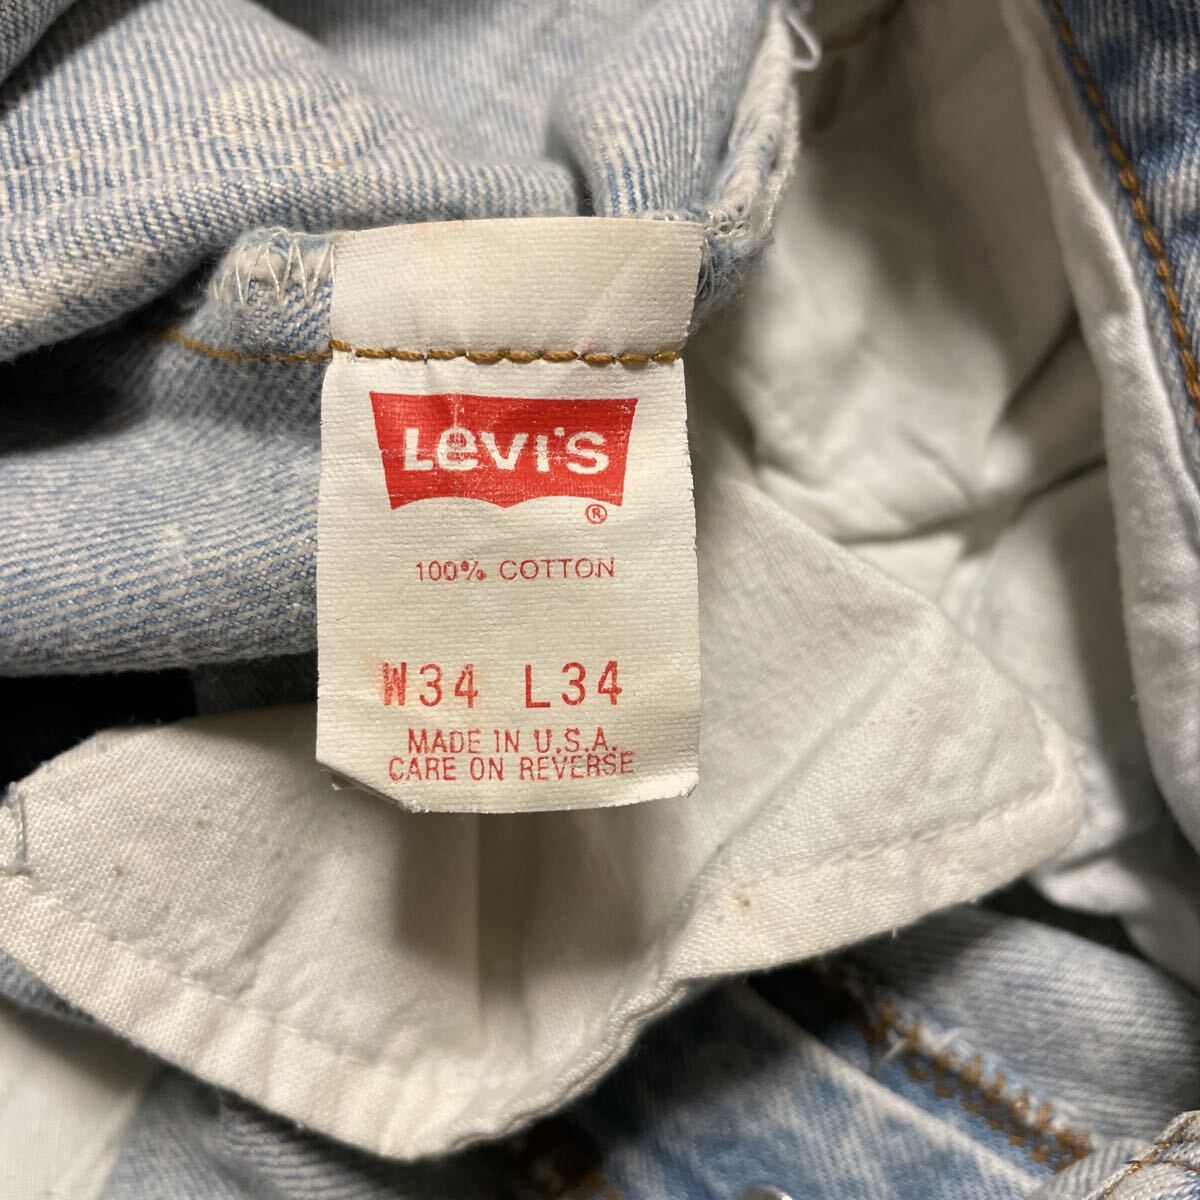 Levi's
®
100% COTTON
W34 L34
MADE IN U.S.A.
CARE ON REVERSE